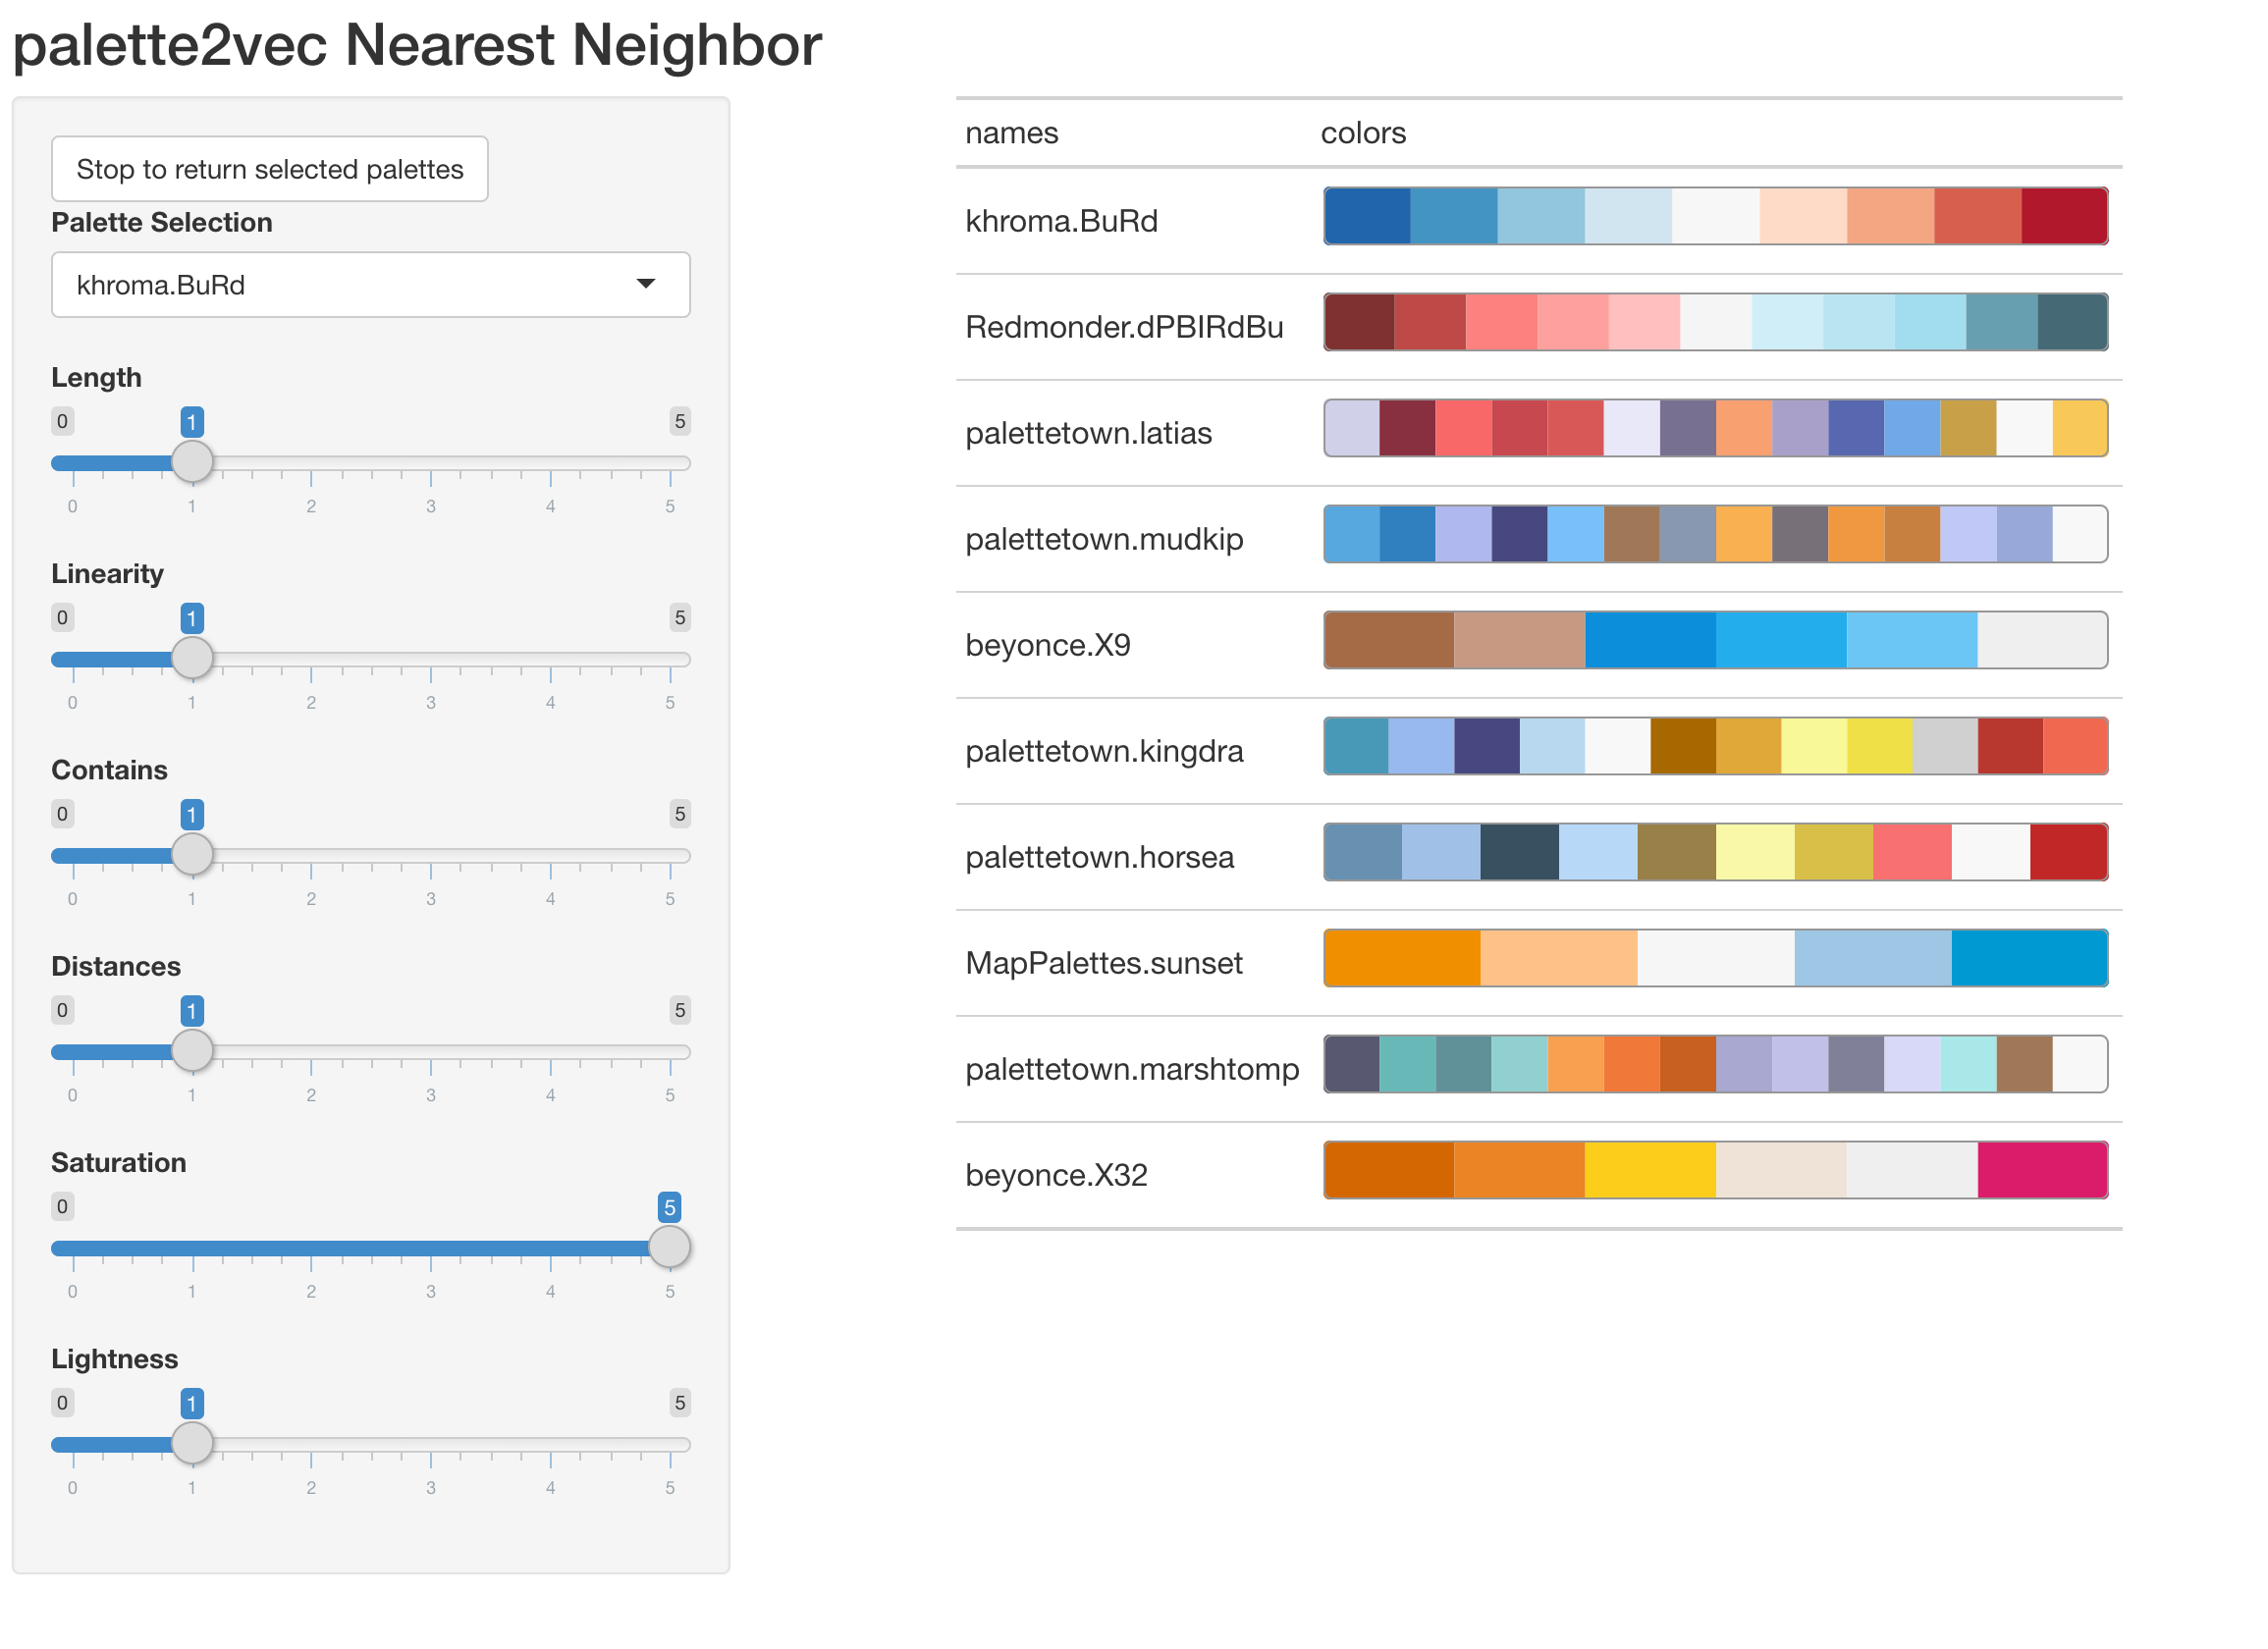 palette2vec Nearest Neighbor
Stop to return selected palettes
Palette Selection
khroma.BuRd
Length
0 1 5
0 1 2 3 4 5
Linearity
0 1 5
0 1 2 3 4 5
Contains
0 1 5
0 1 2 3 4 5
Distances
0 1 5
0 1 2 3 4 5
Saturation
0 5
0 1 2 3 4 5
Lightness
0 1 5
0 1 2 3 4 5
names colors
khroma.BuRd
Redmonder.dPBIRdBu
palettetown.latias
palettetown.mudkip
beyonce.X9
palettetown.kingdra
palettetown.horsea
MapPalettes.sunset
palettetown.marshtomp
beyonce.X32